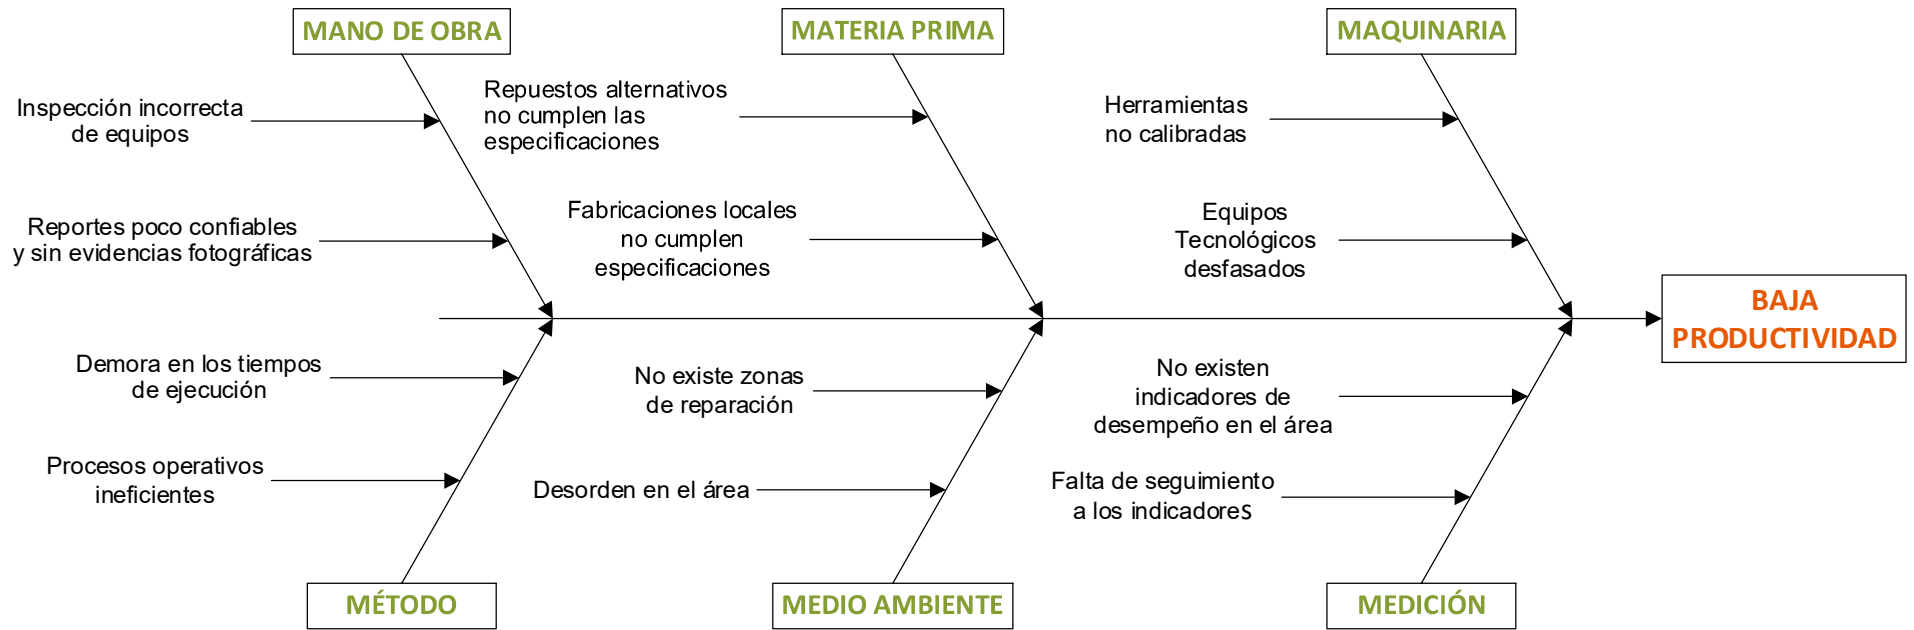 MANO DE OBRA
MATERIA PRIMA
MAQUINARIA
Inspección incorrecta
de equipos
Repuestos alternativos
no cumplen las
especificaciones
Herramientas
no calibradas
Reportes poco confiables
y sin evidencias fotográficas
Fabricaciones locales
no cumplen
especificaciones
Equipos
Tecnológicos
desfasados
BAJA
PRODUCTIVIDAD
Demora en los tiempos
de ejecución
No existe zonas
de reparación
No existen
indicadores de
desempeño en el área
Procesos operativos
ineficientes
Desorden en el área
Falta de seguimiento
a los indicadores
MÉTODO
MEDIO AMBIENTE
MEDICIÓN